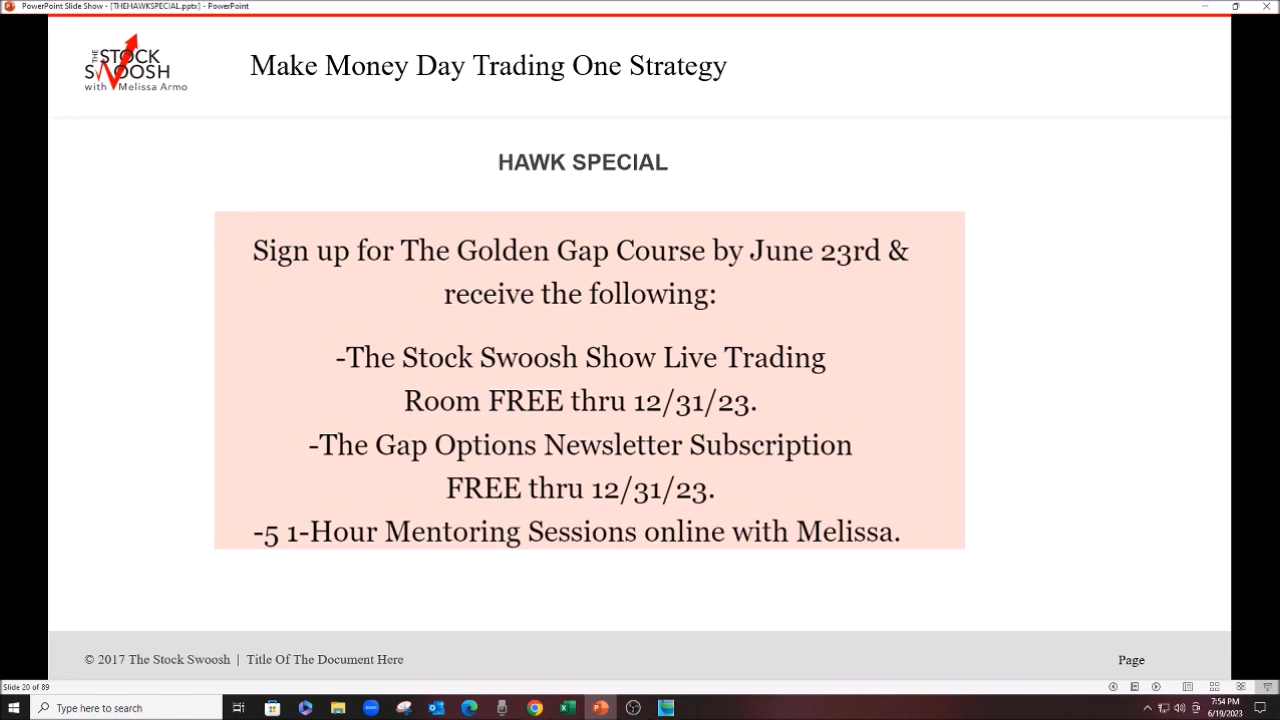 PowerPoint Slide Show - [THEHAWKSPECIAL.pptx] - PowerPoint
THE STOCK SWOOSH
with Melissa Armo
Make Money Day Trading One Strategy
HAWK SPECIAL
Sign up for The Golden Gap Course by June 23rd &
receive the following:
-The Stock Swoosh Show Live Trading
Room FREE thru 12/31/23.
-The Gap Options Newsletter Subscription
FREE thru 12/31/23.
-5 1-Hour Mentoring Sessions online with Melissa.
© 2017 The Stock Swoosh | Title Of The Document Here
Page
Slide 20 of 89
Type here to search
7:54 PM
6/19/2023